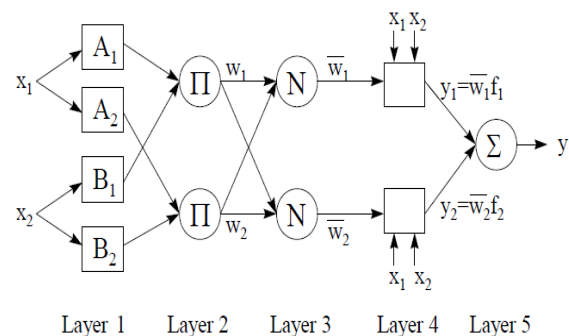 x₁ x₂
A₁
x₁
A₂
Π w₁ N w̅₁
y₁=w̅₁f₁
B₁
Σ y
x₂
B₂
Π w₂ N w̅₂
y₂=w̅₂f₂
x₁ x₂
Layer 1 Layer 2 Layer 3 Layer 4 Layer 5